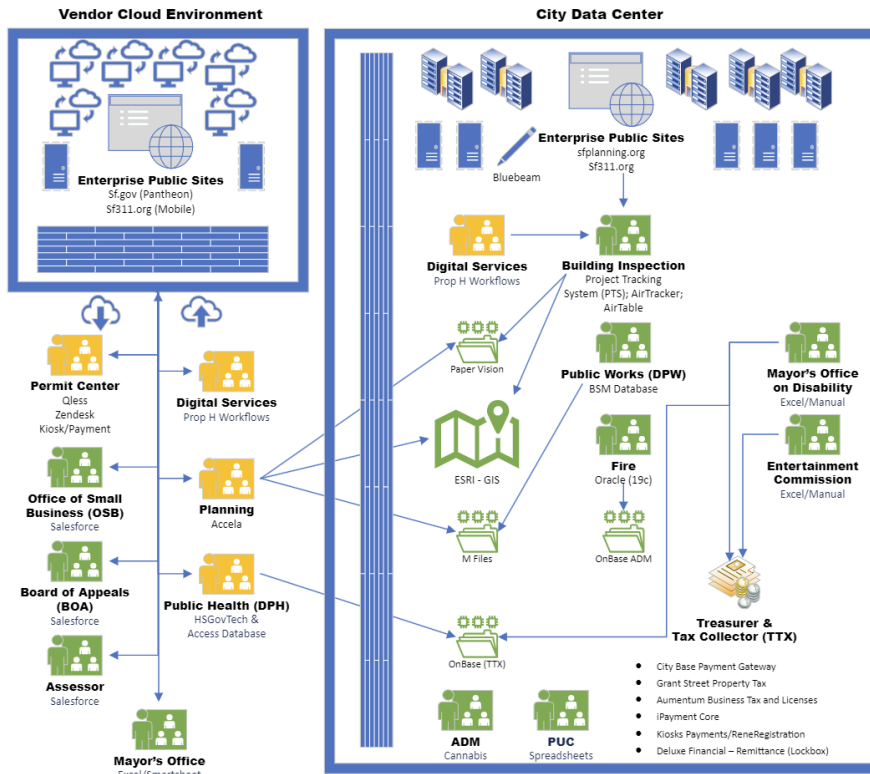 Vendor Cloud Environment
Enterprise Public Sites
Sf.gov (Pantheon)
Sf311.org (Mobile)
Permit Center
Qless
Zendesk
Kiosk/Payment
Digital Services
Prop H Workflows
Office of Small
Business (OSB)
Salesforce
Planning
Accela
Board of Appeals
(BOA)
Salesforce
Public Health (DPH)
HSGovTech &
Access Database
Assessor
Salesforce
Mayor's Office
Excel/Smartsheet
City Data Center
Bluebeam
Enterprise Public Sites
sfplanning.org
Sf311.org
Digital Services
Prop H Workflows
Building Inspection
Project Tracking
System (PTS); AirTracker;
AirTable
Paper Vision
Public Works (DPW)
BSM Database
Mayor's Office
on Disability
Excel/Manual
ESRI - GIS
Fire
Oracle (19c)
Entertainment
Commission
Excel/Manual
M Files
OnBase ADM
Treasurer &
Tax Collector (TTX)
OnBase (TTX)
• City Base Payment Gateway
• Grant Street Property Tax
• Aumentum Business Tax and Licenses
• iPayment Core
• Kiosks Payments/ReneRegistration
• Deluxe Financial – Remittance (Lockbox)
ADM
Cannabis
PUC
Spreadsheets